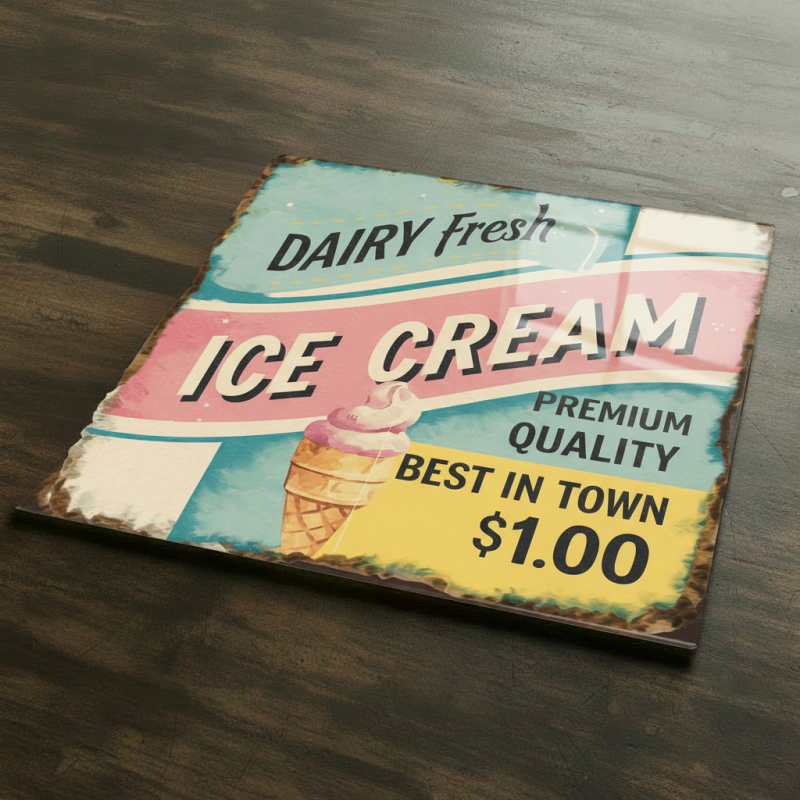 DAIRY Fresh
ICE CREAM
PREMIUM
QUALITY
BEST IN TOWN
$1.00